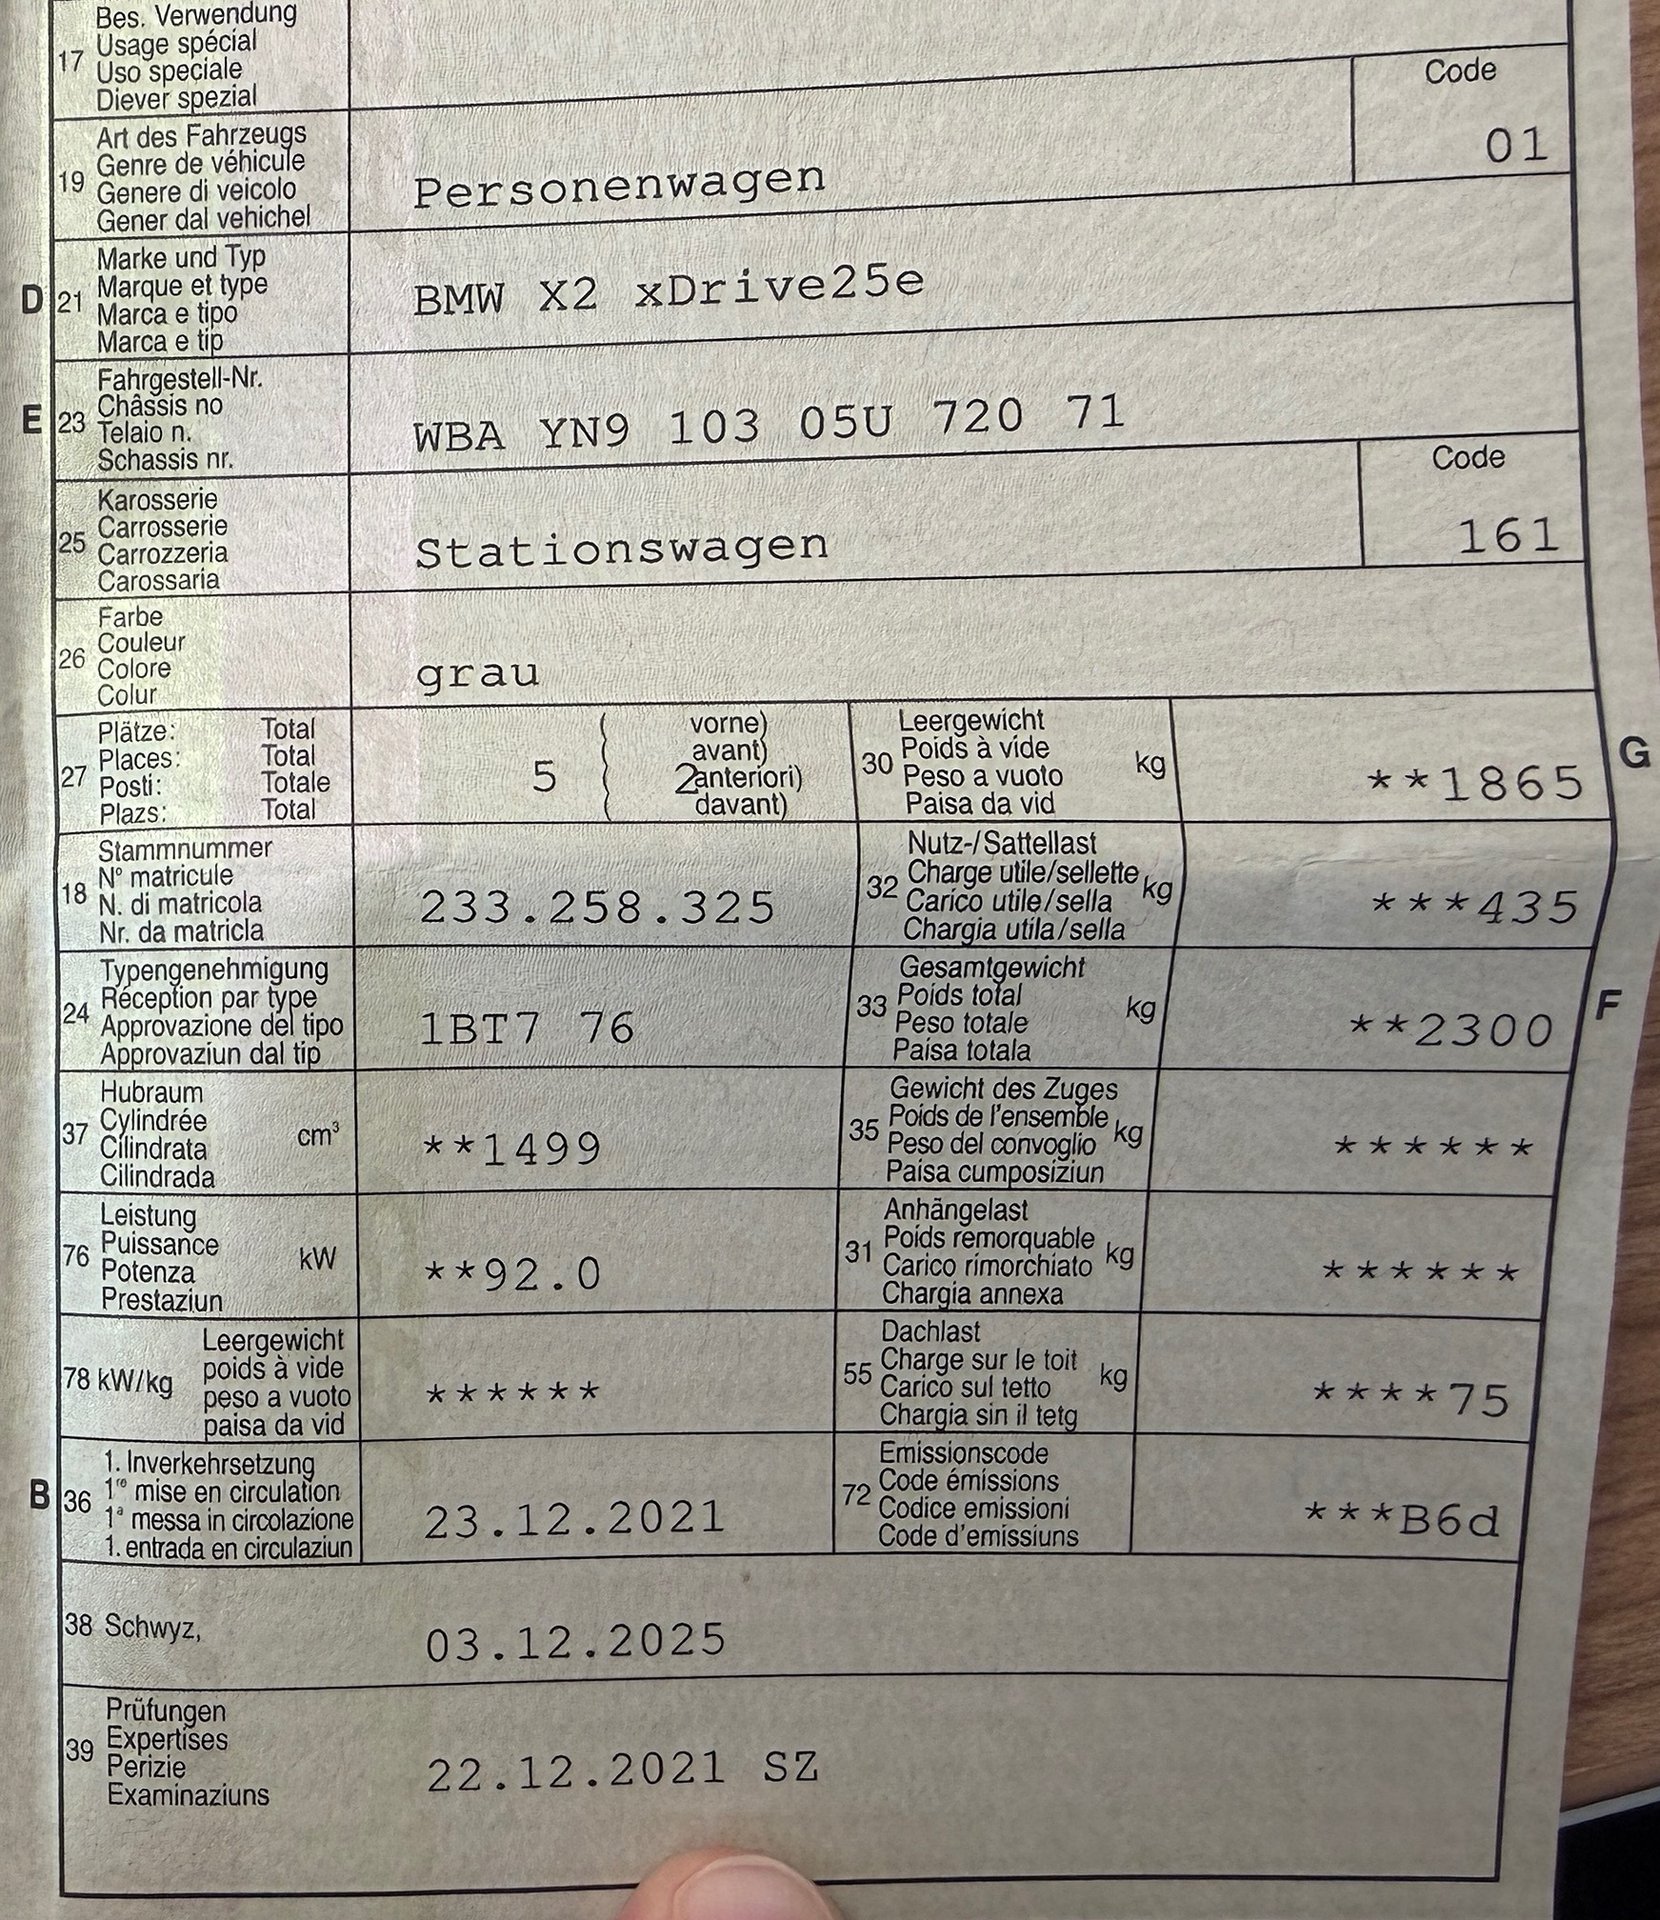 Bes. Verwendung
17 Usage spécial
Uso speciale
Diever spezial
Code
Art des Fahrzeugs
19 Genre de véhicule
Genere di veicolo
Gener dal vehichel
Personenwagen
01
Marke und Typ
D 21 Marque et type
Marca e tipo
Marca e tip
BMW X2 xDrive25e
Fahrgestell-Nr.
E 23 Châssis no
Telaio n.
Schassis nr.
WBA YN9 103 05U 720 71
Code
Karosserie
25 Carrosserie
Carrozzeria
Carossaria
Stationswagen
161
Farbe
26 Couleur
Colore
Colur
grau
Plätze: Total
27 Places: Total
Posti: Totale
Plazs: Total
5
( vorne)
avant)
2 anteriori)
( davant)
Leergewicht
30 Poids à vide kg
Peso a vuoto
Paisa da vid
**1865
G
Stammnummer
18 N° matricule
N. di matricola
Nr. da matricla
233.258.325
Nutz-/Sattellast
32 Charge utile/sellette kg
Carico utile/sella
Chargia utila/sella
***435
Typengenehmigung
24 Réception par type
Approvazione del tipo
Approvaziun dal tip
1BT7 76
Gesamtgewicht
33 Poids total kg
Peso totale
Paisa totala
**2300
F
Hubraum
37 Cylindrée cm³
Cilindrata
Cilindrada
**1499
Gewicht des Zuges
35 Poids de l'ensemble kg
Peso del convoglio
Paisa cumposiziun
******
Leistung
76 Puissance kW
Potenza
Prestaziun
**92.0
Anhängelast
31 Poids remorquable kg
Carico rimorchiato
Chargia annexa
******
Leergewicht
78 kW/kg poids à vide
peso a vuoto
paisa da vid
******
Dachlast
55 Charge sur le toit kg
Carico sul tetto
Chargia sin il tetg
****75
1. Inverkehrsetzung
B 36 1re mise en circulation
1a messa in circolazione
1. entrada en circulaziun
23.12.2021
Emissionscode
72 Code émissions
Codice emissioni
Code d'emissiuns
***B6d
38 Schwyz, 03.12.2025
Prüfungen
39 Expertises
Perizie
Examinaziuns
22.12.2021 SZ